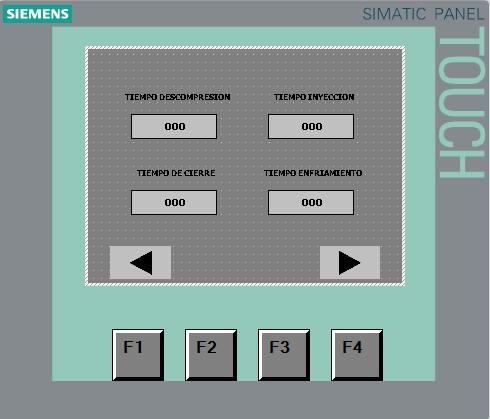 SIEMENS
SIMATIC PANEL
TOUCH
TIEMPO DESCOMPRESION
TIEMPO INYECCION
000
000
TIEMPO DE CIERRE
TIEMPO ENFRIAMIENTO
000
000
F1
F2
F3
F4